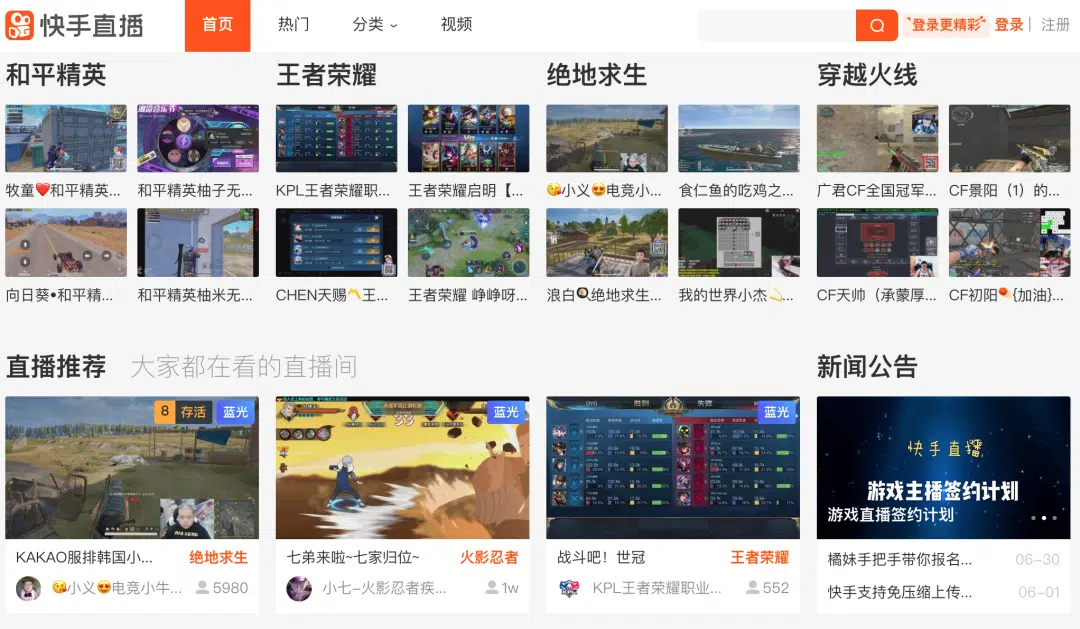 快手直播 首页 热门 分类 视频 登录更精彩 登录 | 注册
和平精英 王者荣耀 绝地求生 穿越火线
牧童❤️和平精英... 和平精英柚子无... KPL王者荣耀职... 王者荣耀启明【... 😘小义😍电竞小... 食仁鱼的吃鸡之... 广君CF全国冠军... CF景阳（1）的...
向日葵•和平精... 和平精英柚米无... CHEN天赐〽️王... 王者荣耀 峥峥呀... 浪白🍳绝地求生... 我的世界小杰💫... CF天帅（承蒙厚... CF初阳{加油}...
直播推荐 大家都在看的直播间 新闻公告
8 存活 蓝光
蓝光
33
DYG 胜利 失败 蓝光
快手直播
游戏主播签约计划
游戏直播签约计划
KAKAO服排韩国小... 绝地求生
😘小义😍电竞小牛... 5980
七弟来啦~七家归位~ 火影忍者
小七–火影忍者疾... 1w
战斗吧！世冠 王者荣耀
KPL王者荣耀职业... 552
橘妹手把手带你报名... 06-30
快手支持免压缩上传... 06-01